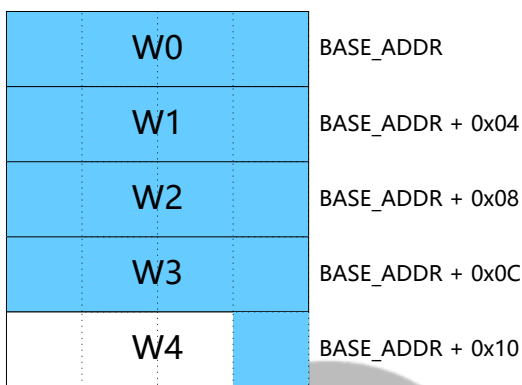 W0 BASE_ADDR
W1 BASE_ADDR + 0x04
W2 BASE_ADDR + 0x08
W3 BASE_ADDR + 0x0C
W4 BASE_ADDR + 0x10